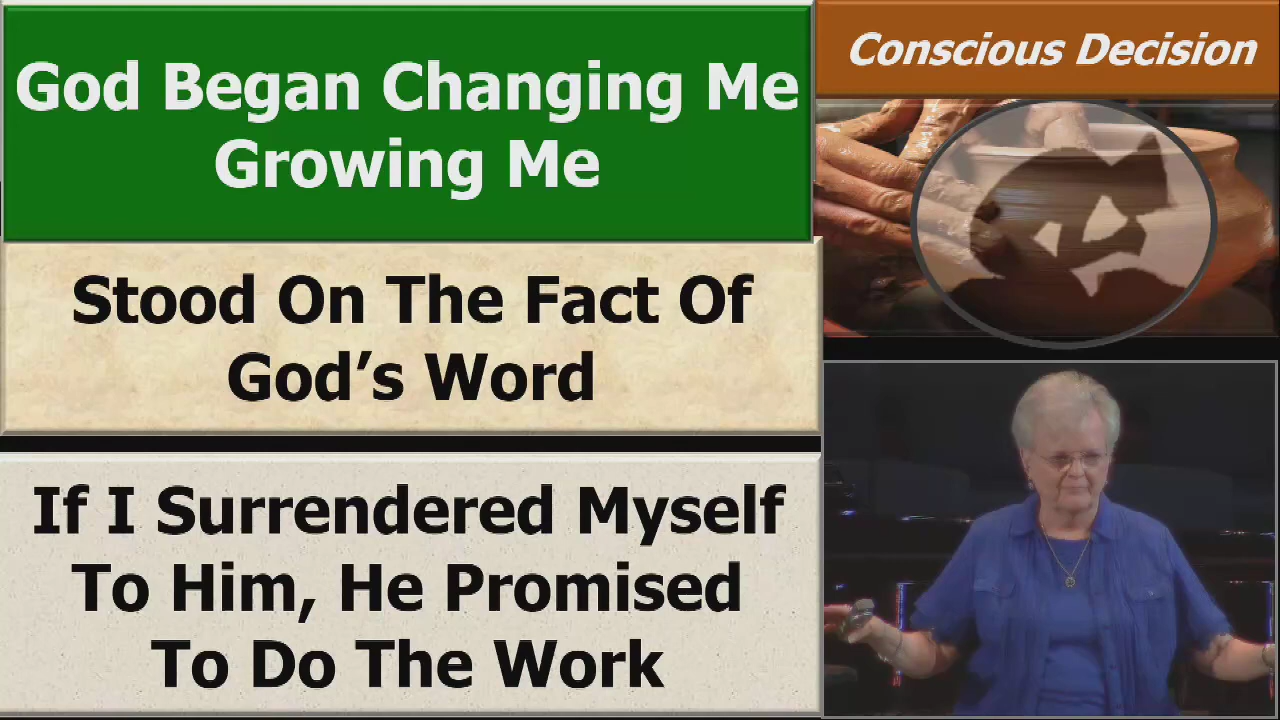 God Began Changing Me
Growing Me
Stood On The Fact Of
God’s Word
If I Surrendered Myself
To Him, He Promised
To Do The Work
Conscious Decision